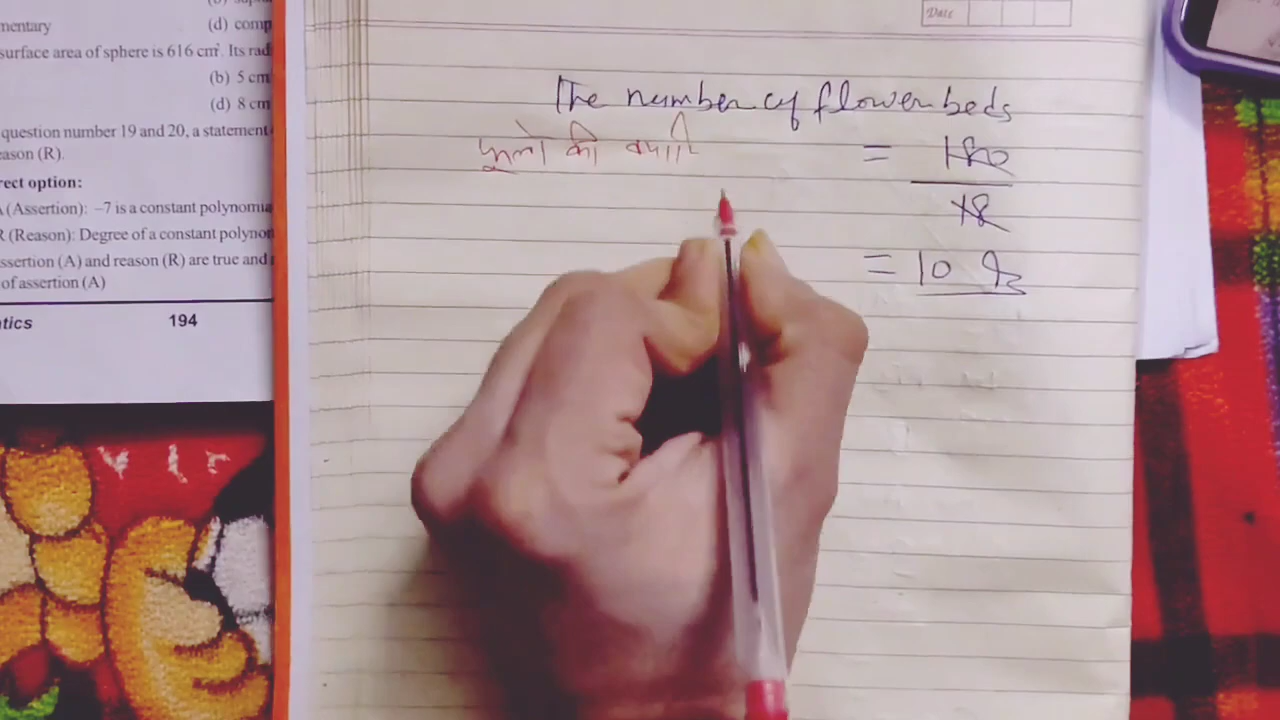 mentary
(d) comp
surface area of sphere is 616 cm². Its rad
(b) 5 cm
(d) 8 cm
question number 19 and 20, a statement
eason (R).
rect option:
(Assertion): −7 is a constant polynomia
R (Reason): Degree of a constant polynon
ssertion (A) and reason (R) are true and
of assertion (A)
tics 194
Date
The number of flower beds
फूलों की क्यारी
= 180
18
= 10